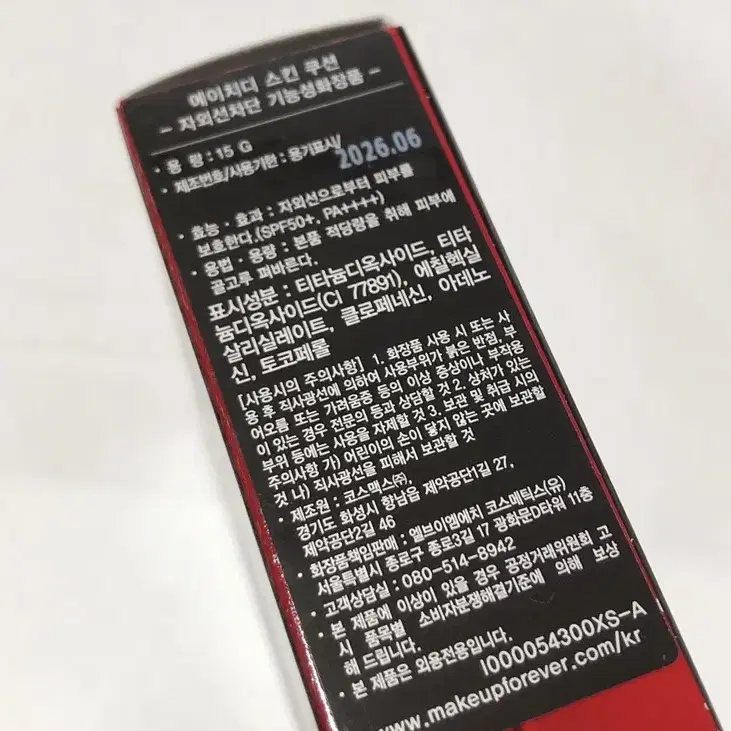 에이치디 스킨 쿠션
- 자외선차단 기능성화장품 -
· 용 량 : 15 G
· 제조번호/사용기한 : 용기표시/
2026.06
· 효능 · 효과 : 자외선으로부터 피부를
보호한다.(SPF50+, PA++++)
· 용법 · 용량 : 본품 적당량을 취해 피부에
골고루 펴바른다.
표시성분 : 티타늄디옥사이드, 티타
늄디옥사이드(CI 77891), 에칠헥실
살리실레이트, 클로페네신, 아데노
신, 토코페롤
[사용시의 주의사항] 1. 화장품 사용 시 또는 사
용 후 직사광선에 의하여 사용부위가 붉은 반점, 부
어오름 또는 가려움증 등의 이상 증상이나 부작용
이 있는 경우 전문의 등과 상담할 것 2. 상처가 있는
부위 등에는 사용을 자제할 것 3. 보관 및 취급 시의
주의사항 가) 어린이의 손이 닿지 않는 곳에 보관할
것 나) 직사광선을 피해서 보관할 것
· 제조원 : 코스맥스㈜,
경기도 화성시 향남읍 제약공단1길 27,
제약공단2길 46
· 화장품책임판매 : 엘브이엠에치 코스메틱스(유)
서울특별시 종로구 종로3길 17 광화문D타워 11층
· 고객상담실 : 080-514-8942
· 본 제품에 이상이 있을 경우 공정거래위원회 고
시 품목별 소비자분쟁해결기준에 의해 보상
해 드립니다.
· 본 제품은 외용전용입니다.
I000054300XS-A
www.makeupforever.com/kr